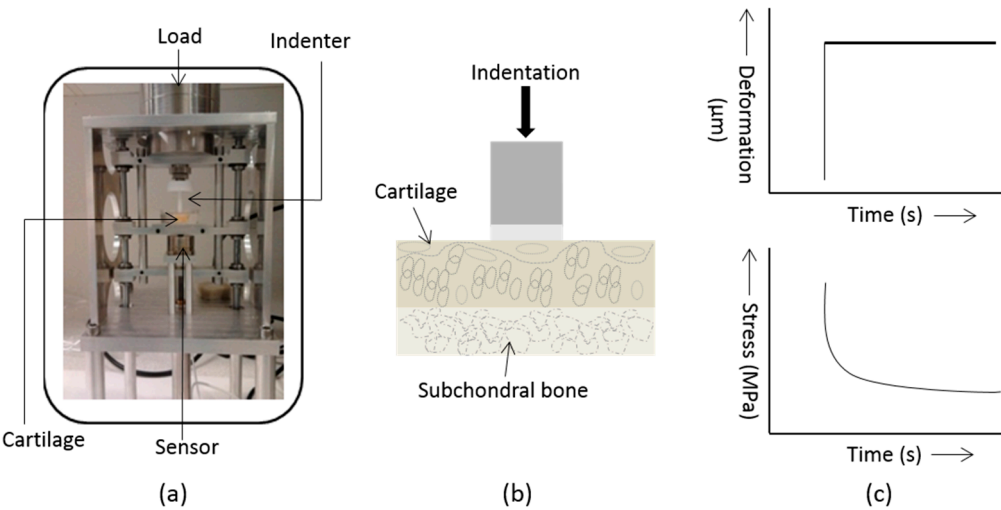 Load
Indenter
Cartilage
Sensor
(a)
Indentation
Cartilage
Subchondral bone
(b)
Deformation
(μm)
Time (s)
Stress (MPa)
Time (s)
(c)